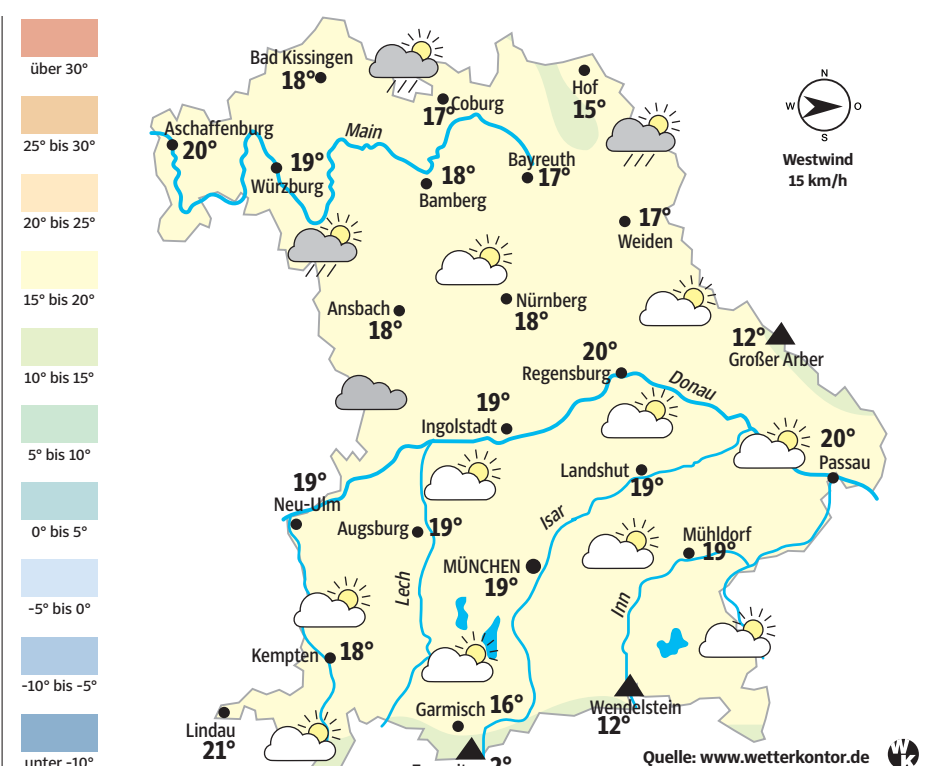 über 30°
25° bis 30°
20° bis 25°
15° bis 20°
10° bis 15°
5° bis 10°
0° bis 5°
-5° bis 0°
-10° bis -5°
unter -10°
Bad Kissingen
18°
Coburg
17°
Hof
15°
N
W
O
S
Westwind
15 km/h
Aschaffenburg
20°
Main
19°
Würzburg
18°
Bamberg
Bayreuth
17°
17°
Weiden
Ansbach
18°
Nürnberg
18°
12°
Großer Arber
20°
Regensburg
Donau
19°
Ingolstadt
20°
Passau
Landshut
19°
19°
Neu-Ulm
Augsburg 19°
Isar
Mühldorf
19°
MÜNCHEN
19°
Lech
Inn
Kempten 18°
Garmisch 16°
Wendelstein
12°
Lindau
21°
2°
Quelle: www.wetterkontor.de
W
K